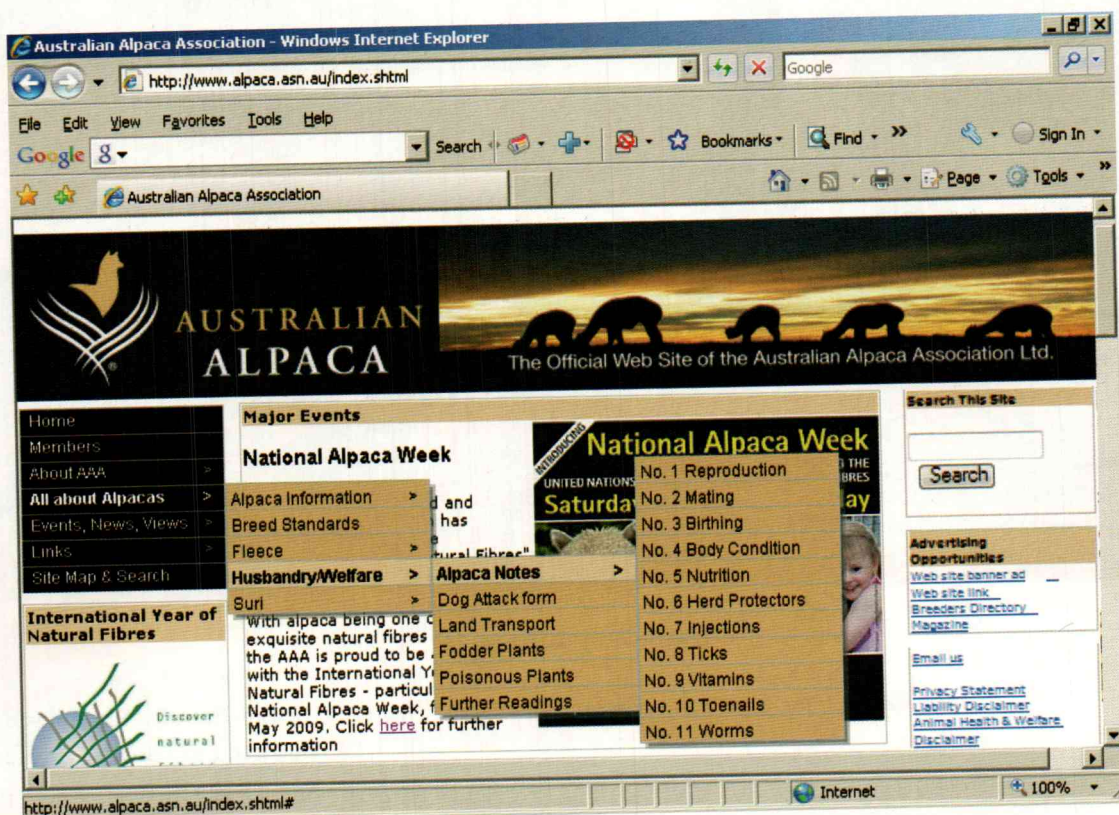 Australian Alpaca Association - Windows Internet Explorer
http://www.alpaca.asn.au/index.shtml
Google
File Edit View Favorites Tools Help
Google
Search
Bookmarks
Find
»
Sign In
Australian Alpaca Association
Page
Tools
»
AUSTRALIAN
ALPACA
®
The Official Web Site of the Australian Alpaca Association Ltd.
Home
Members
About AAA >
All about Alpacas >
Events, News, Views >
Links >
Site Map & Search
Alpaca Information >
Breed Standards
Fleece >
Husbandry/Welfare >
Suri >
Alpaca Notes >
Dog Attack form
Land Transport
Fodder Plants
Poisonous Plants
Further Readings
No. 1 Reproduction
No. 2 Mating
No. 3 Birthing
No. 4 Body Condition
No. 5 Nutrition
No. 6 Herd Protectors
No. 7 Injections
No. 8 Ticks
No. 9 Vitamins
No. 10 Toenails
No. 11 Worms
International Year of
Natural Fibres
Discover
natural
Major Events
National Alpaca Week
and
has
Fibres"
With alpaca being one
exquisite natural fibres
the AAA is proud to be
with the International
Natural Fibres -
National Alpaca Week,
May 2009. Click here for further
information
INTRODUCING
National Alpaca Week
UNITED NATIONS
THE
Search This Site
Search
Advertising
Opportunities
Web site banner ad
Web site link
Breeders Directory
Magazine
Email us
Privacy Statement
Liability Disclaimer
Animal Health & Welfare
Disclaimer
http://www.alpaca.asn.au/index.shtml#
Internet
100%